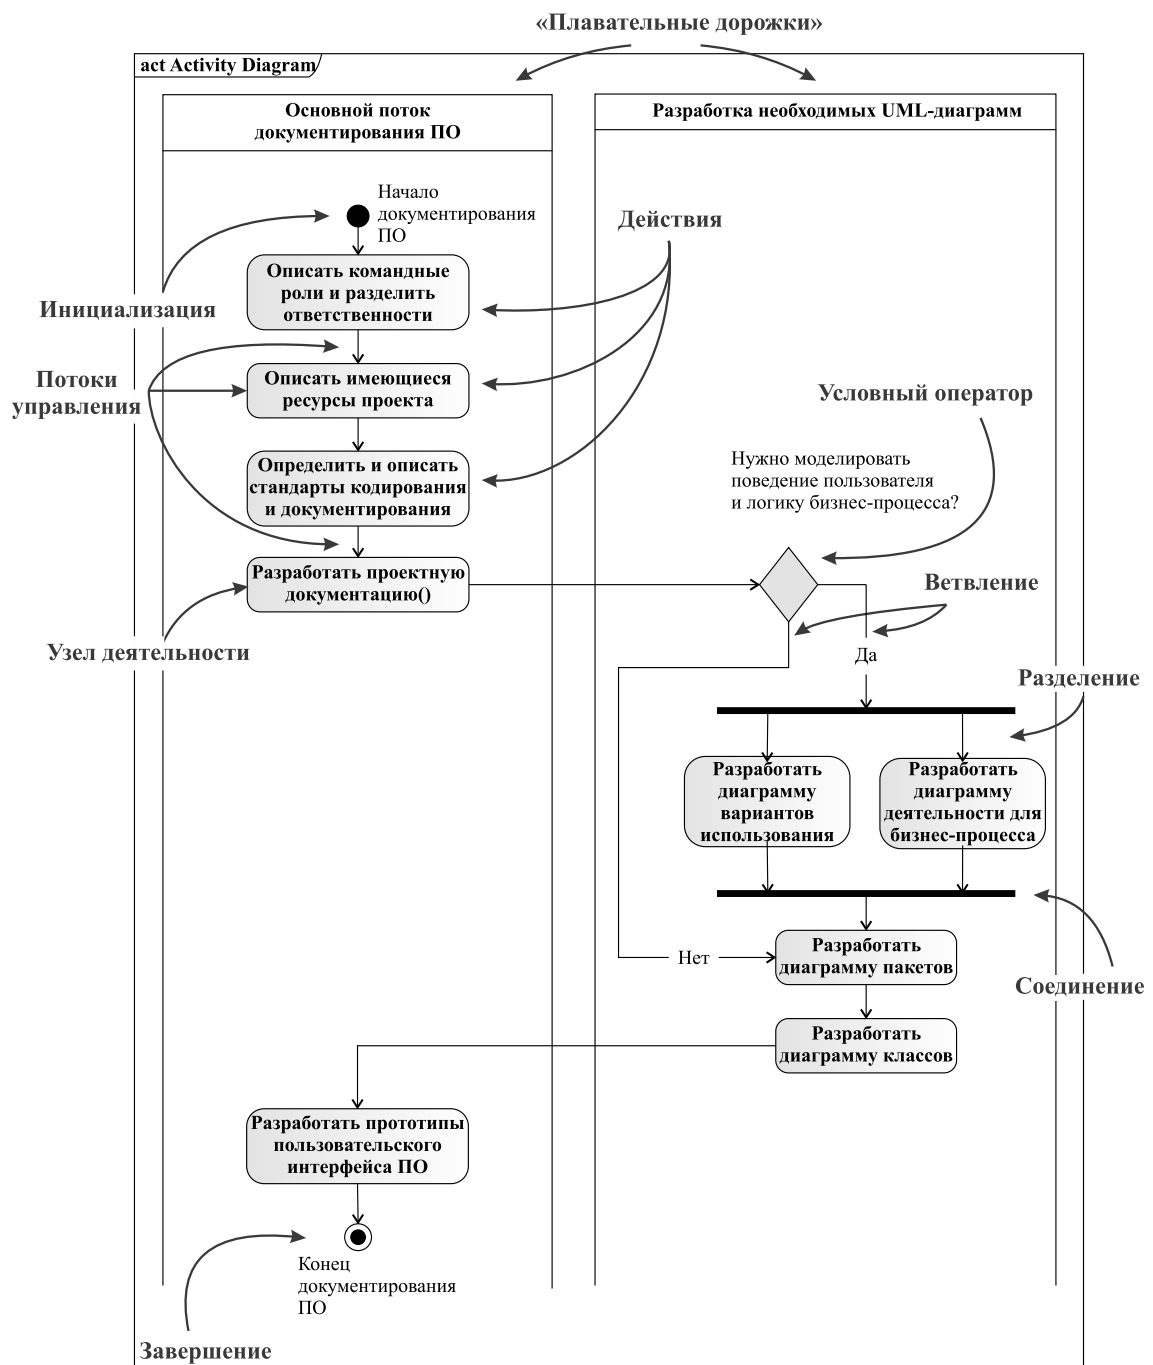 «Плавательные дорожки»
act Activity Diagram
Основной поток
документирования ПО
Разработка необходимых UML-диаграмм
Начало
документирования
ПО
Действия
Описать командные
роли и разделить
ответственности
Инициализация
Потоки
управления
Описать имеющиеся
ресурсы проекта
Условный оператор
Определить и описать
стандарты кодирования
и документирования
Нужно моделировать
поведение пользователя
и логику бизнес-процесса?
Разработать проектную
документацию()
Ветвление
Узел деятельности
Да
Разделение
Разработать
диаграмму
вариантов
использования
Разработать
диаграмму
деятельности для
бизнес-процесса
Нет
Разработать
диаграмму пакетов
Соединение
Разработать
диаграмму классов
Разработать прототипы
пользовательского
интерфейса ПО
Конец
документирования
ПО
Завершение